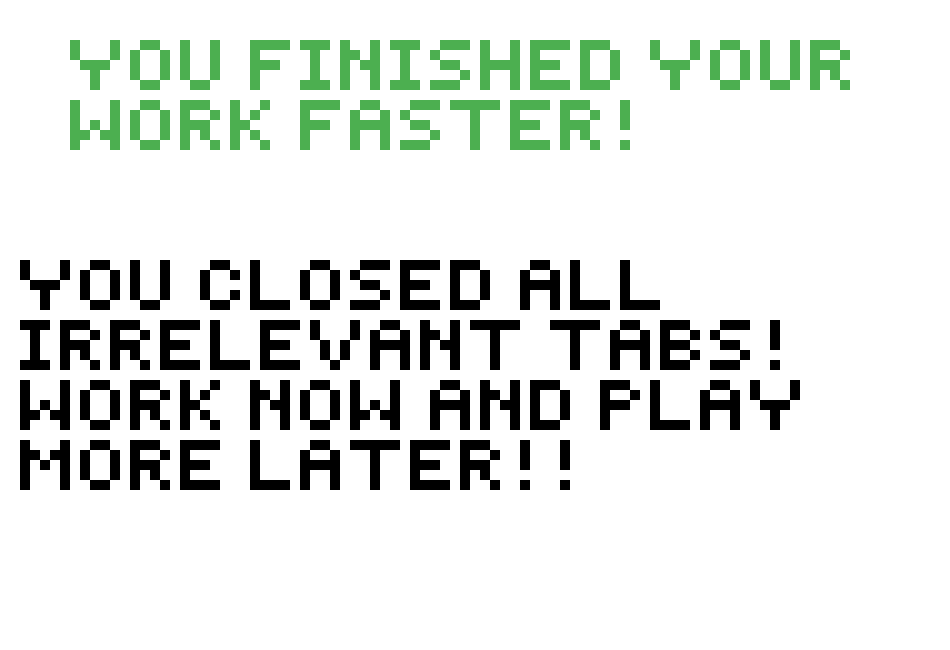 YOU FINISHED YOUR
WORK FASTER!
YOU CLOSED ALL
IRRELEVANT TABS!
WORK NOW AND PLAY
MORE LATER!!